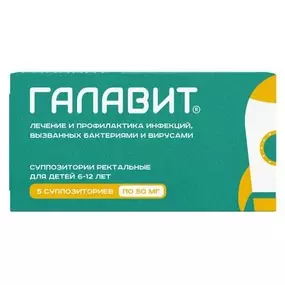 ГАЛАВИТ®
ЛЕЧЕНИЕ И ПРОФИЛАКТИКА ИНФЕКЦИЙ,
ВЫЗВАННЫХ БАКТЕРИЯМИ И ВИРУСАМИ
СУППОЗИТОРИИ РЕКТАЛЬНЫЕ
ДЛЯ ДЕТЕЙ 6-12 ЛЕТ
5 СУППОЗИТОРИЕВ ПО 50 МГ